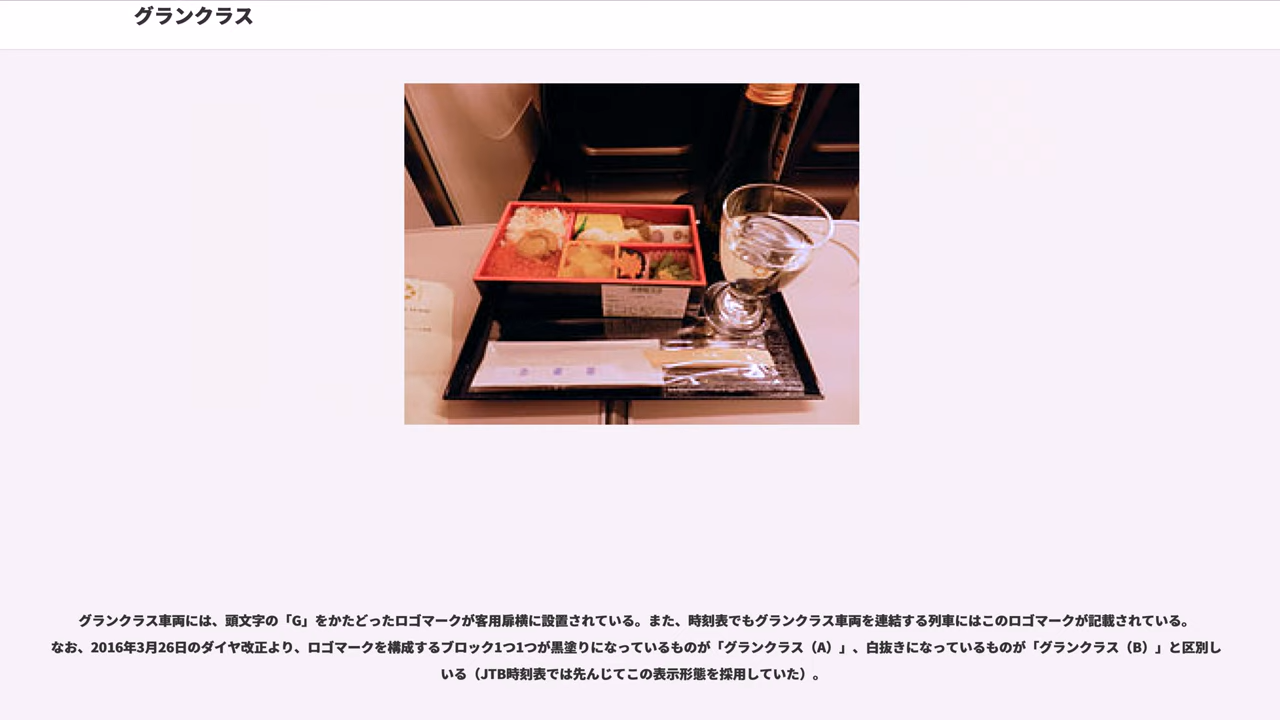 グランクラス
グランクラス車両には、頭文字の「G」をかたどったロゴマークが客用扉横に設置されている。また、時刻表でもグランクラス車両を連結する列車にはこのロゴマークが記載されている。
なお、2016年3月26日のダイヤ改正より、ロゴマークを構成するブロック1つ1つが黒塗りになっているものが「グランクラス（A）」、白抜きになっているものが「グランクラス（B）」と区別し
いる（JTB時刻表では先んじてこの表示形態を採用していた）。